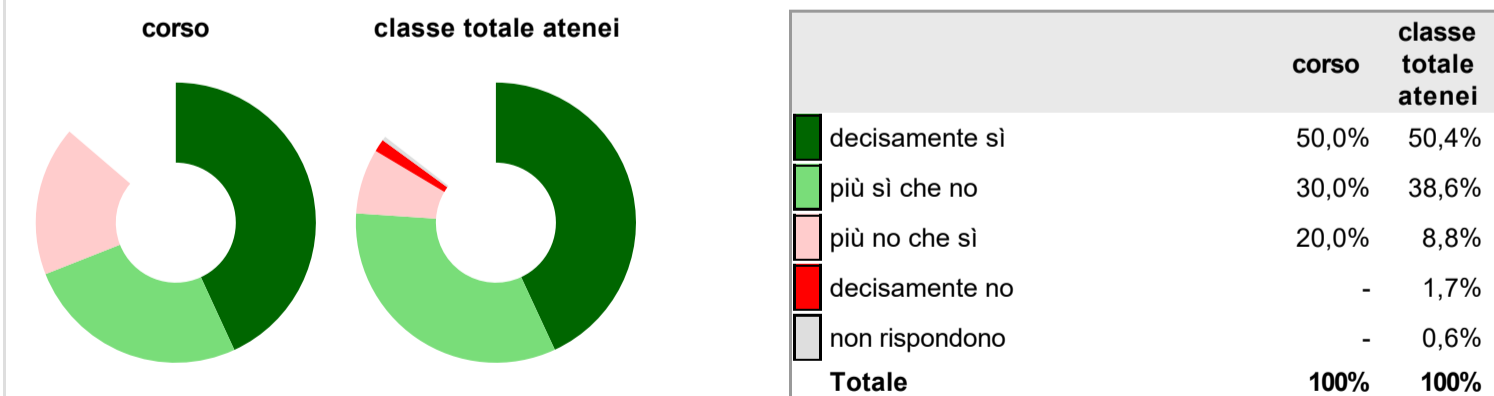 corso classe totale atenei
corso classe totale atenei
decisamente sì 50,0% 50,4%
più sì che no 30,0% 38,6%
più no che sì 20,0% 8,8%
decisamente no - 1,7%
non rispondono - 0,6%
Totale 100% 100%